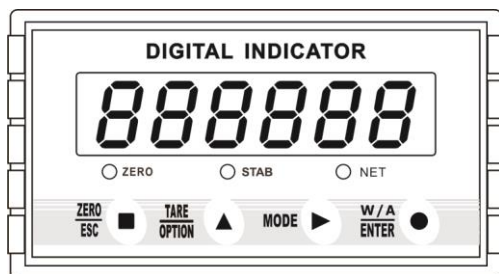 DIGITAL INDICATOR
888888
ZERO STAB NET
ZERO TARE MODE W/A
ESC OPTION ENTER